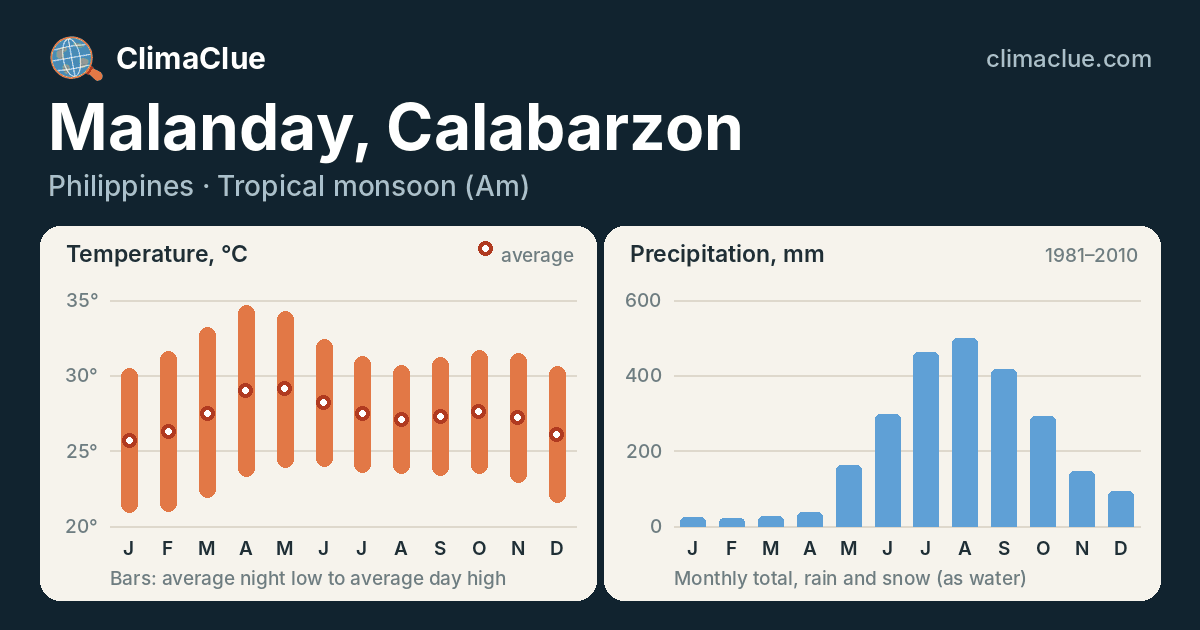 ClimaClue
climaclue.com
Malanday, Calabarzon
Philippines · Tropical monsoon (Am)
Temperature, °C
average
35°
30°
25°
20°
J F M A M J J A S O N D
Bars: average night low to average day high
Precipitation, mm
1981–2010
600
400
200
0
J F M A M J J A S O N D
Monthly total, rain and snow (as water)